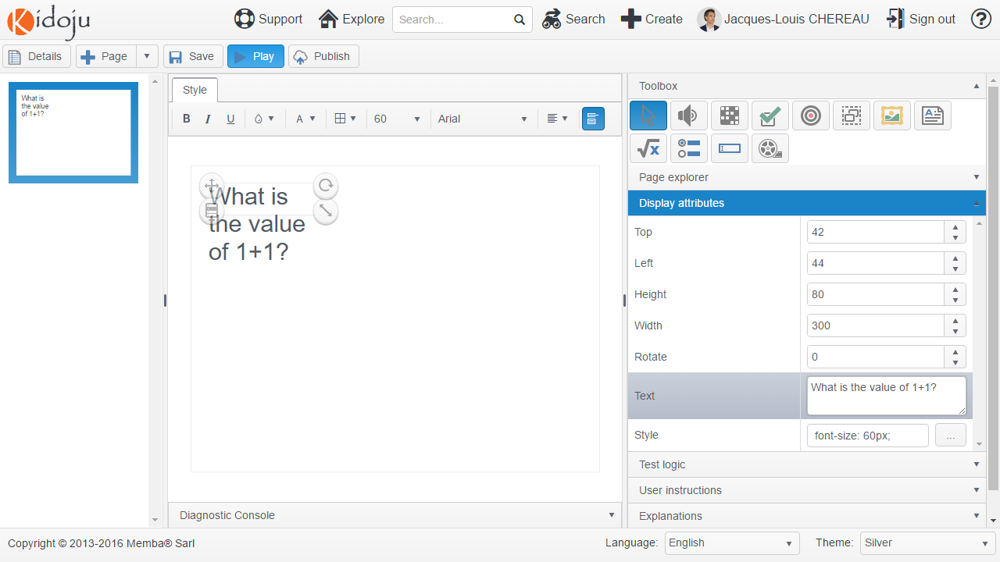 Kidoju
Support
Explore
Search...
Search
Create
Jacques-Louis CHEREAU
Sign out
Details
Page
Save
Play
Publish
What is
the value
of 1+1?
Style
B
I
U
A
60
Arial
What is
the value
of 1+1?
Diagnostic Console
Toolbox
Page explorer
Display attributes
Top
42
Left
44
Height
80
Width
300
Rotate
0
Text
What is the value of 1+1?
Style
font-size: 60px;
...
Test logic
User instructions
Explanations
Copyright © 2013-2016 Memba® Sarl
Language:
English
Theme:
Silver